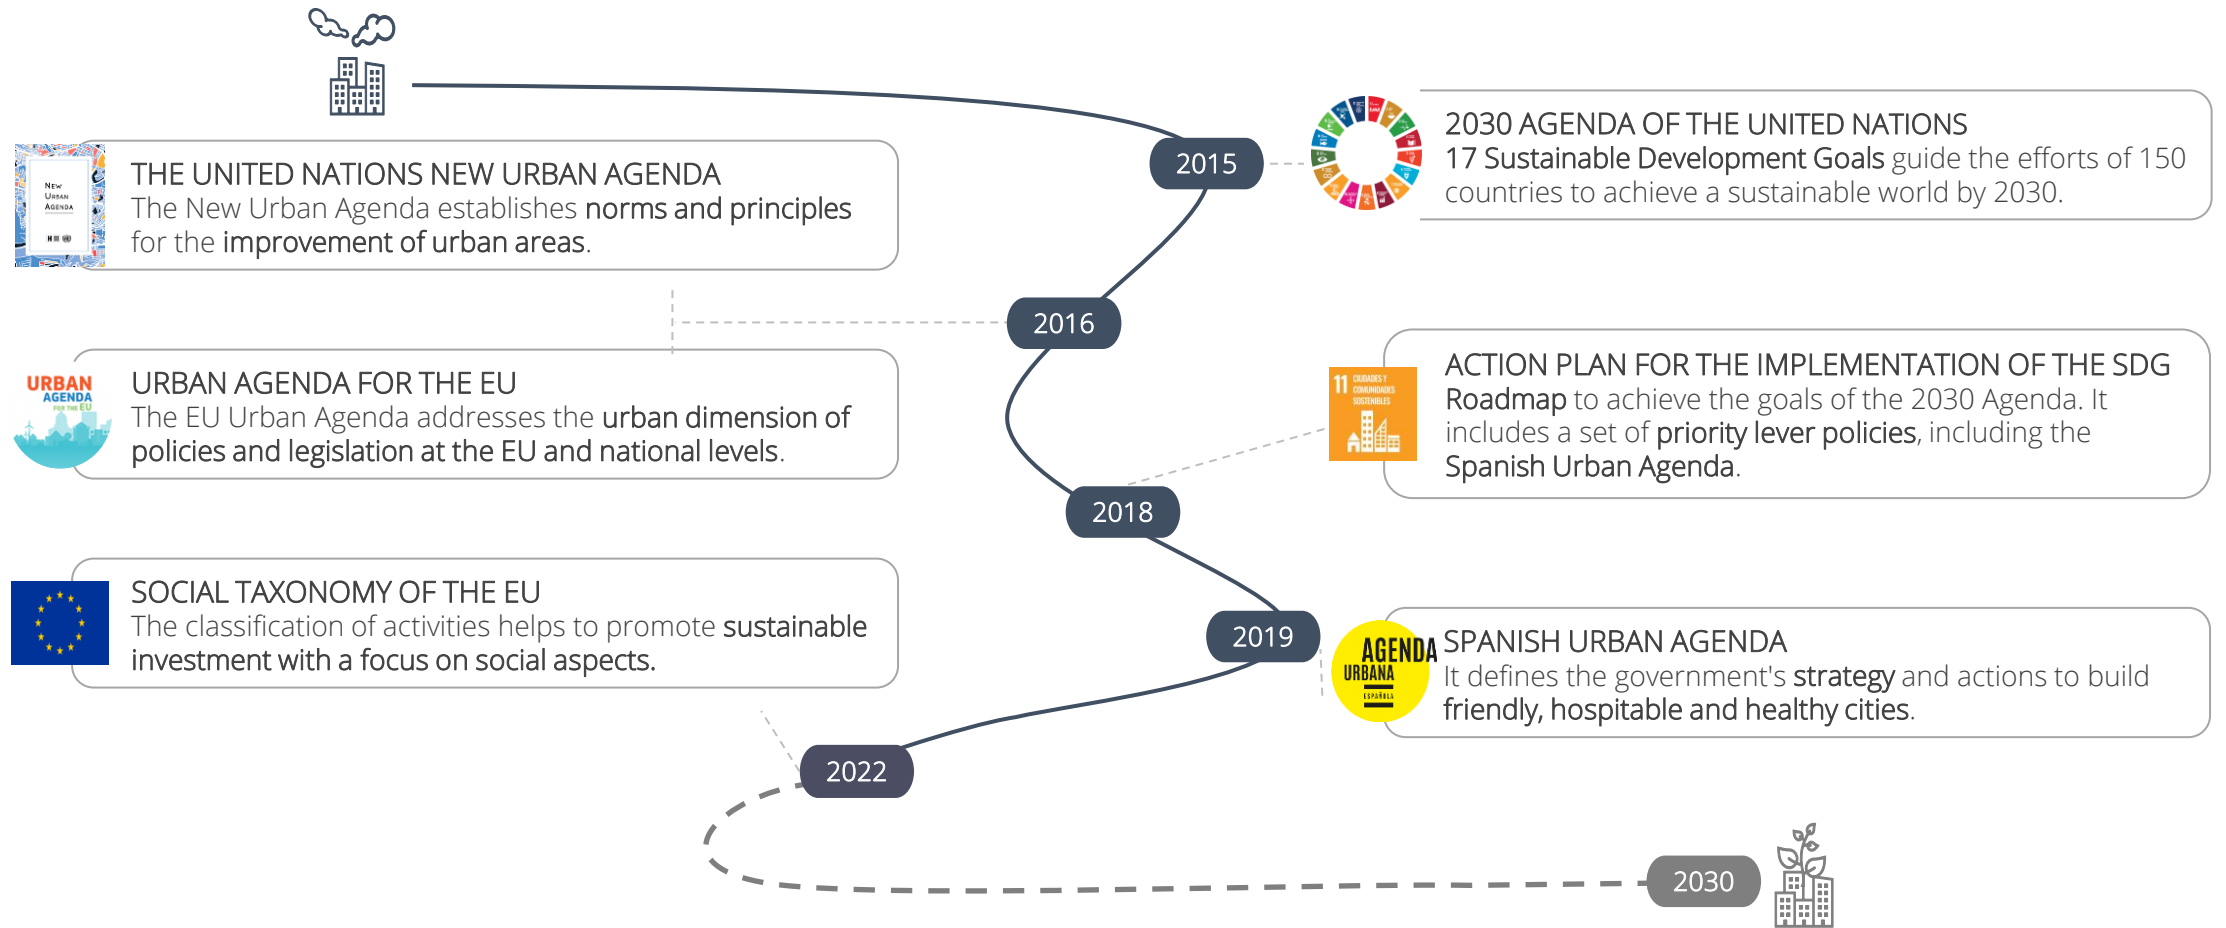 2015
2030 AGENDA OF THE UNITED NATIONS
17 Sustainable Development Goals guide the efforts of 150
countries to achieve a sustainable world by 2030.
NEW
URBAN
AGENDA
THE UNITED NATIONS NEW URBAN AGENDA
The New Urban Agenda establishes norms and principles
for the improvement of urban areas.
2016
URBAN
AGENDA
FOR THE EU
URBAN AGENDA FOR THE EU
The EU Urban Agenda addresses the urban dimension of
policies and legislation at the EU and national levels.
2018
11 CIUDADES Y
COMUNIDADES
SOSTENIBLES
ACTION PLAN FOR THE IMPLEMENTATION OF THE SDG
Roadmap to achieve the goals of the 2030 Agenda. It
includes a set of priority lever policies, including the
Spanish Urban Agenda.
2019
AGENDA
URBANA
ESPAÑOLA
SPANISH URBAN AGENDA
It defines the government's strategy and actions to build
friendly, hospitable and healthy cities.
SOCIAL TAXONOMY OF THE EU
The classification of activities helps to promote sustainable
investment with a focus on social aspects.
2022
2030